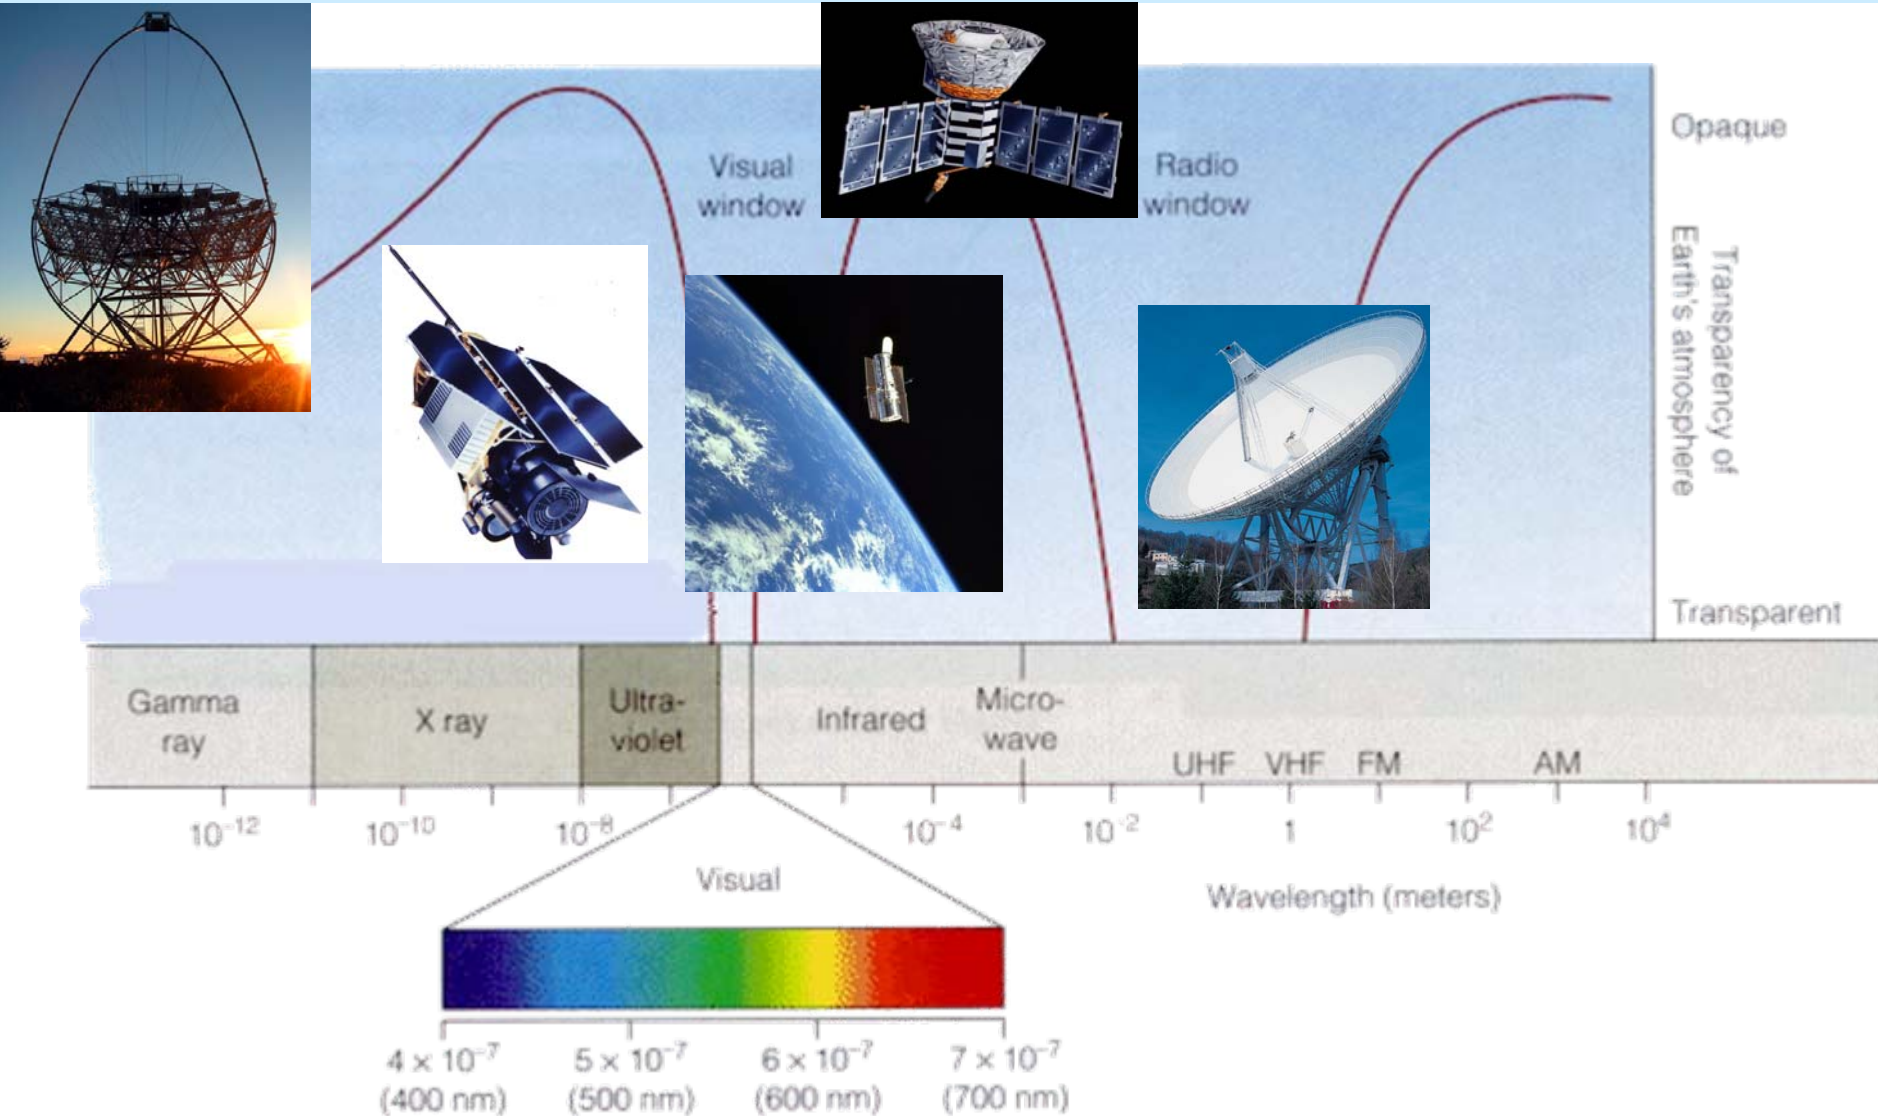 Visual
window
Radio
window
Opaque
Transparency of
Earth's atmosphere
Transparent
Gamma
ray
X ray
Ultra-
violet
Infrared
Micro-
wave
UHF VHF FM AM
10⁻¹² 10⁻¹⁰ 10⁻⁸ 10⁻⁴ 10⁻² 1 10² 10⁴
Visual
Wavelength (meters)
4 × 10⁻⁷ 5 × 10⁻⁷ 6 × 10⁻⁷ 7 × 10⁻⁷
(400 nm) (500 nm) (600 nm) (700 nm)